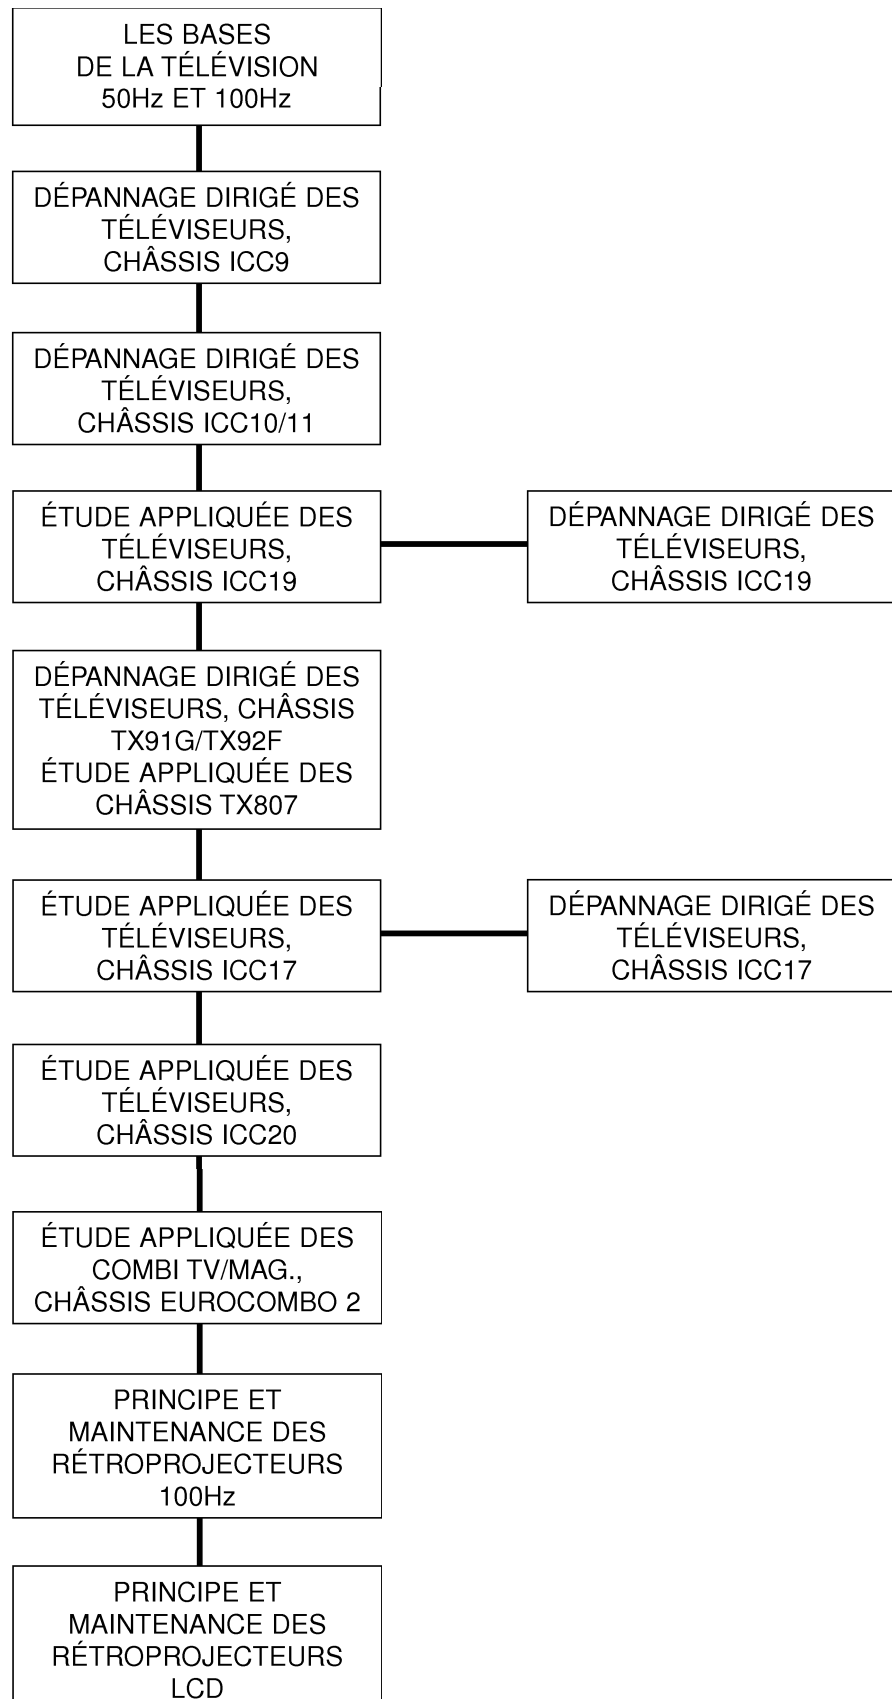 LES BASES
DE LA TÉLÉVISION
50Hz ET 100Hz
DÉPANNAGE DIRIGÉ DES
TÉLÉVISEURS,
CHÂSSIS ICC9
DÉPANNAGE DIRIGÉ DES
TÉLÉVISEURS,
CHÂSSIS ICC10/11
ÉTUDE APPLIQUÉE DES
TÉLÉVISEURS,
CHÂSSIS ICC19
DÉPANNAGE DIRIGÉ DES
TÉLÉVISEURS,
CHÂSSIS ICC19
DÉPANNAGE DIRIGÉ DES
TÉLÉVISEURS, CHÂSSIS
TX91G/TX92F
ÉTUDE APPLIQUÉE DES
CHÂSSIS TX807
ÉTUDE APPLIQUÉE DES
TÉLÉVISEURS,
CHÂSSIS ICC17
DÉPANNAGE DIRIGÉ DES
TÉLÉVISEURS,
CHÂSSIS ICC17
ÉTUDE APPLIQUÉE DES
TÉLÉVISEURS,
CHÂSSIS ICC20
ÉTUDE APPLIQUÉE DES
COMBI TV/MAG.,
CHÂSSIS EUROCOMBO 2
PRINCIPE ET
MAINTENANCE DES
RÉTROPROJECTEURS
100Hz
PRINCIPE ET
MAINTENANCE DES
RÉTROPROJECTEURS
LCD